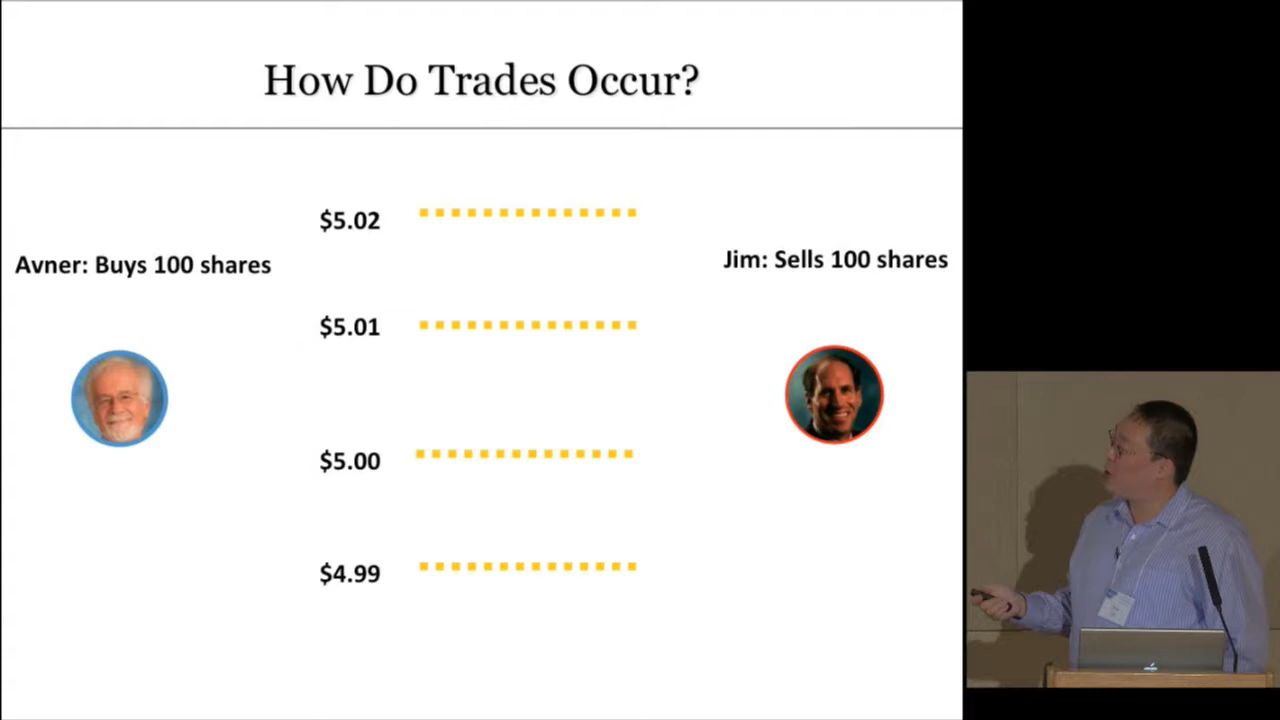 How Do Trades Occur?
$5.02
Avner: Buys 100 shares
Jim: Sells 100 shares
$5.01
$5.00
$4.99